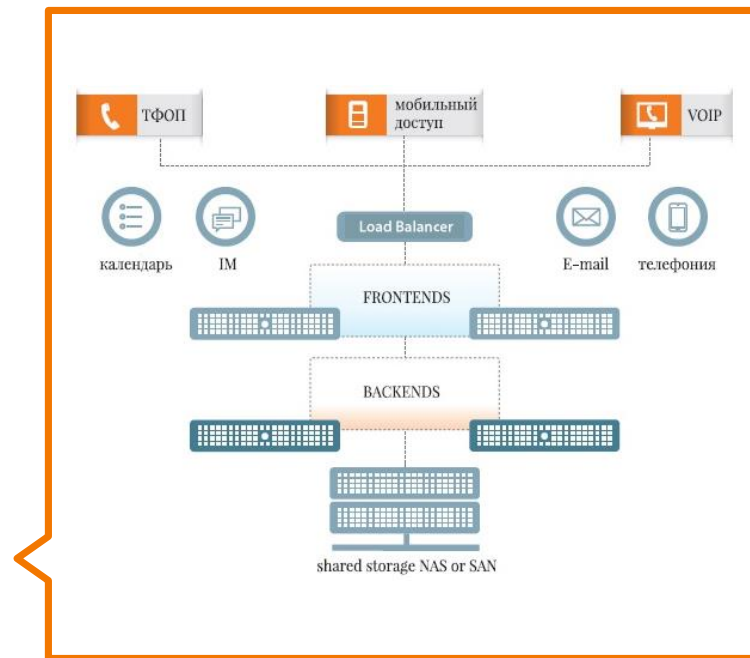 ТФОП
мобильный
доступ
VOIP
календарь
IM
Load Balancer
E-mail
телефония
FRONTENDS
BACKENDS
shared storage NAS or SAN